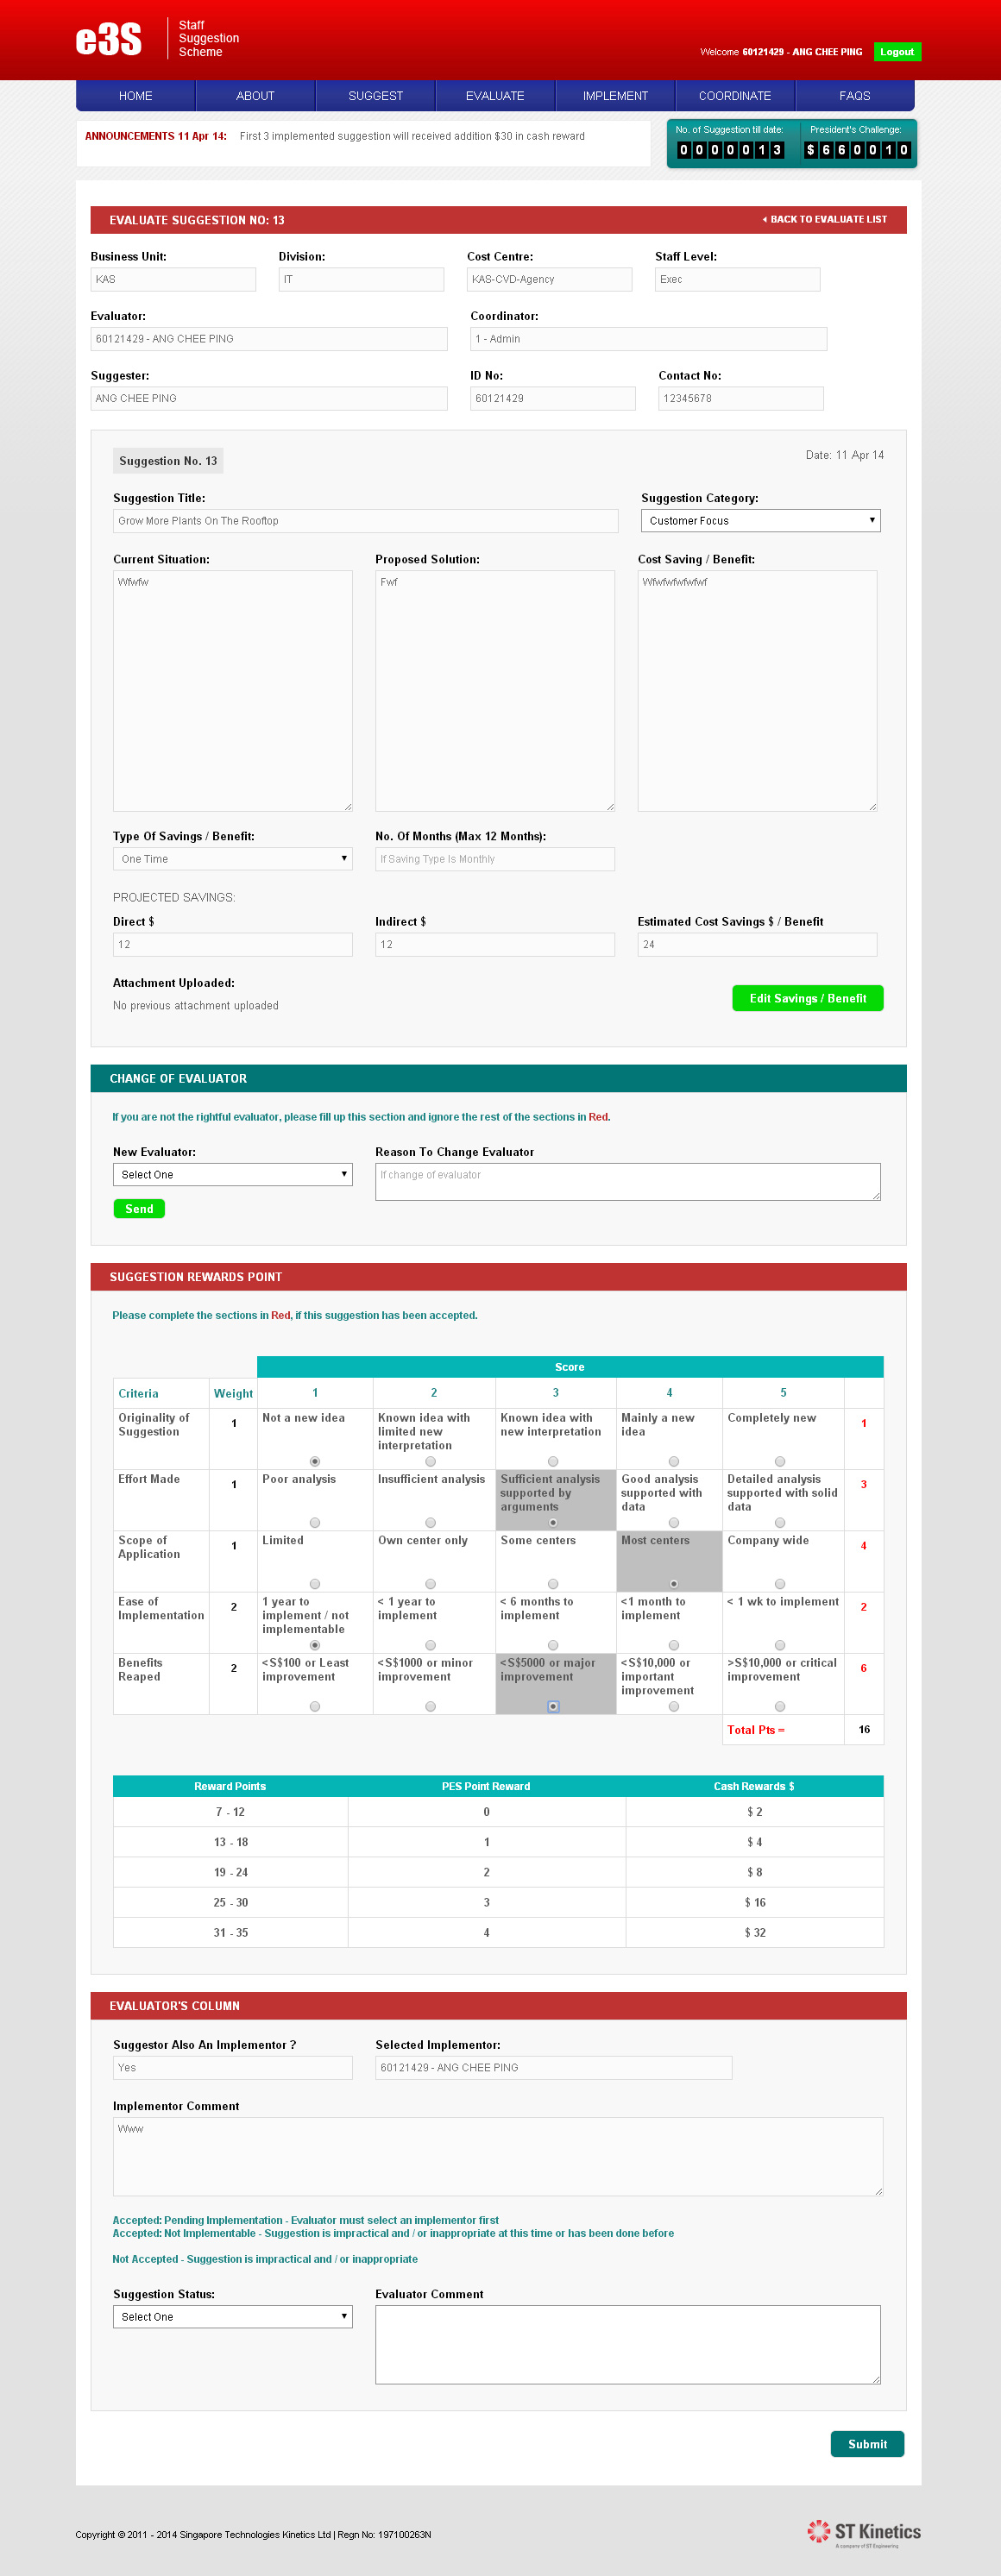 e3S
Staff
Suggestion
Scheme
Welcome 60121429 - ANG CHEE PING Logout
HOME ABOUT SUGGEST EVALUATE IMPLEMENT COORDINATE FAQS
ANNOUNCEMENTS 11 Apr 14: First 3 implemented suggestion will received addition $30 in cash reward
No. of Suggestion till date: President's Challenge:
0 0 0 0 0 1 3 $ 6 6 0 0 1 0
EVALUATE SUGGESTION NO: 13 BACK TO EVALUATE LIST
Business Unit: Division: Cost Centre: Staff Level:
KAS IT KAS-CVD-Agency Exec
Evaluator: Coordinator:
60121429 - ANG CHEE PING 1 - Admin
Suggester: ID No: Contact No:
ANG CHEE PING 60121429 12345678
Suggestion No. 13 Date: 11 Apr 14
Suggestion Title: Suggestion Category:
Grow More Plants On The Rooftop Customer Focus
Current Situation: Proposed Solution: Cost Saving / Benefit:
Wfwfw Fwf Wfwfwfwfwfwf
Type Of Savings / Benefit: No. Of Months (Max 12 Months):
One Time If Saving Type Is Monthly
PROJECTED SAVINGS:
Direct $ Indirect $ Estimated Cost Savings $ / Benefit
12 12 24
Attachment Uploaded:
No previous attachment uploaded
Edit Savings / Benefit
CHANGE OF EVALUATOR
If you are not the rightful evaluator, please fill up this section and ignore the rest of the sections in Red.
New Evaluator: Reason To Change Evaluator
Select One If change of evaluator
Send
SUGGESTION REWARDS POINT
Please complete the sections in Red, if this suggestion has been accepted.
Score
Criteria Weight 1 2 3 4 5
Originality of Suggestion 1 Not a new idea Known idea with limited new interpretation Known idea with new interpretation Mainly a new idea Completely new 1
Effort Made 1 Poor analysis Insufficient analysis Sufficient analysis supported by arguments Good analysis supported with data Detailed analysis supported with solid data 3
Scope of Application 1 Limited Own center only Some centers Most centers Company wide 4
Ease of Implementation 2 1 year to implement / not implementable < 1 year to implement < 6 months to implement <1 month to implement < 1 wk to implement 2
Benefits Reaped 2 <S$100 or Least improvement <S$1000 or minor improvement <S$5000 or major improvement <S$10,000 or important improvement >S$10,000 or critical improvement 6
Total Pts = 16
Reward Points PES Point Reward Cash Rewards $
7 - 12 0 $ 2
13 - 18 1 $ 4
19 - 24 2 $ 8
25 - 30 3 $ 16
31 - 35 4 $ 32
EVALUATOR'S COLUMN
Suggestor Also An Implementor ? Selected Implementor:
Yes 60121429 - ANG CHEE PING
Implementor Comment
Www
Accepted: Pending Implementation - Evaluator must select an implementor first
Accepted: Not Implementable - Suggestion is impractical and / or inappropriate at this time or has been done before
Not Accepted - Suggestion is impractical and / or inappropriate
Suggestion Status: Evaluator Comment
Select One
Submit
Copyright © 2011 - 2014 Singapore Technologies Kinetics Ltd | Regn No: 197100263N
ST Kinetics
A company of ST Engineering